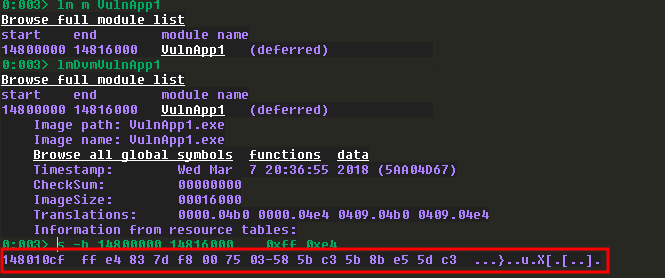 0:003> lm m VulnApp1
Browse full module list
start    end        module name
14800000 14816000   VulnApp1   (deferred)
0:003> lmDvmVulnApp1
Browse full module list
start    end        module name
14800000 14816000   VulnApp1   (deferred)
    Image path: VulnApp1.exe
    Image name: VulnApp1.exe
    Browse all global symbols  functions  data
    Timestamp:        Wed Mar  7 20:36:55 2018 (5AA04D67)
    CheckSum:         00000000
    ImageSize:        00016000
    Translations:     0000.04b0 0000.04e4 0409.04b0 0409.04e4
    Information from resource tables:
0:003> s -b 14800000 14816000    0xff 0xe4
148010cf  ff e4 83 7d f8 00 75 03-58 5b c3 5b 8b e5 5d c3  ...}..u.X[.[..].